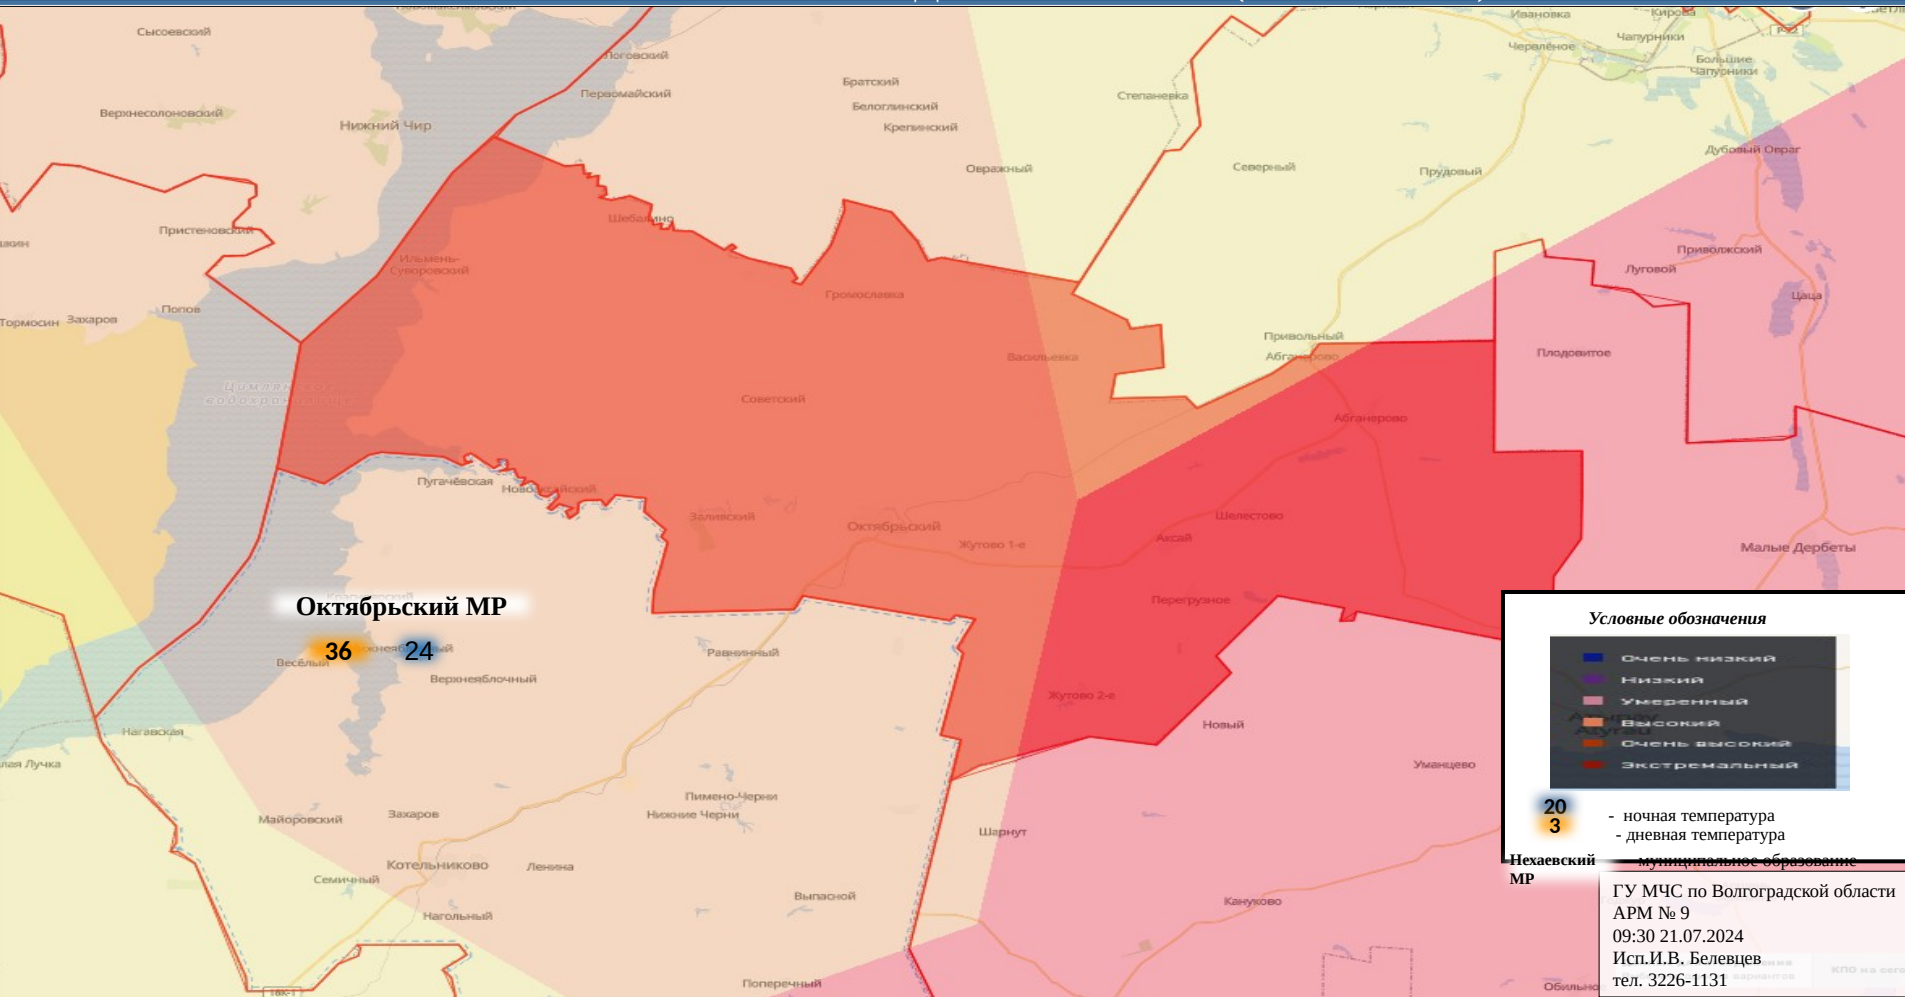 Сысоевский
Логовский
Ивановка
Кирова
Чапурники
Червлёное
Большие
Чапурники
Братский
Первомайский
Степаневка
Белоглинский
Верхнесолоновский
Нижний Чир
Крепинский
Дубовый Овраг
Овражный
Северный
Прудовый
Шебалино
Пристеновский
Приволжский
Ильмень-
Суворовский
Луговой
Громославка
Цаца
Попов
Тормосин
Захаров
Привольный
Абганерово
Васильевка
Плодовитое
Цимлянское
водохранилище
Советский
Абганерово
Пугачёвская
Новоаксайский
Заливский
Октябрьский
Шелестово
Аксай
Жутово 1-е
Малые Дербеты
Перегрузное
Октябрьский МР
36 24
Весёлый
Верхнеяблочный
Равнинный
Жутово 2-е
Новый
Нагавская
Уманцево
Пимено-Черни
Нижние Черни
Захаров
Майоровский
Шарнут
Котельниково
Ленина
Семичный
Выпасной
Кануково
Нагольный
Поперечный
Условные обозначения
Очень низкий
Низкий
Умеренный
Высокий
Очень высокий
Экстремальный
20 - ночная температура
3 - дневная температура
Нехаевский МР муниципальное образование
ГУ МЧС по Волгоградской области
АРМ № 9
09:30 21.07.2024
Исп.И.В. Белевцев
тел. 3226-1131